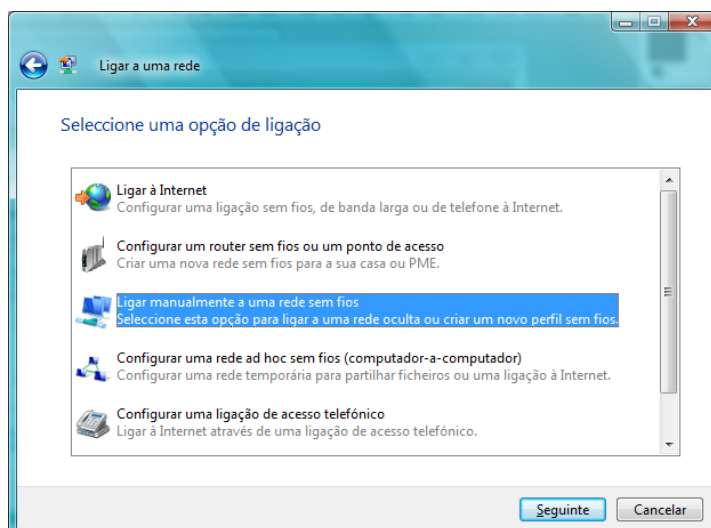 Ligar a uma rede
Seleccione uma opção de ligação
Ligar à Internet
Configurar uma ligação sem fios, de banda larga ou de telefone à Internet.
Configurar um router sem fios ou um ponto de acesso
Criar uma nova rede sem fios para a sua casa ou PME.
Ligar manualmente a uma rede sem fios
Seleccione esta opção para ligar a uma rede oculta ou criar um novo perfil sem fios.
Configurar uma rede ad hoc sem fios (computador-a-computador)
Configurar uma rede temporária para partilhar ficheiros ou uma ligação à Internet.
Configurar uma ligação de acesso telefónico
Ligar à Internet através de uma ligação de acesso telefónico.
Seguinte
Cancelar